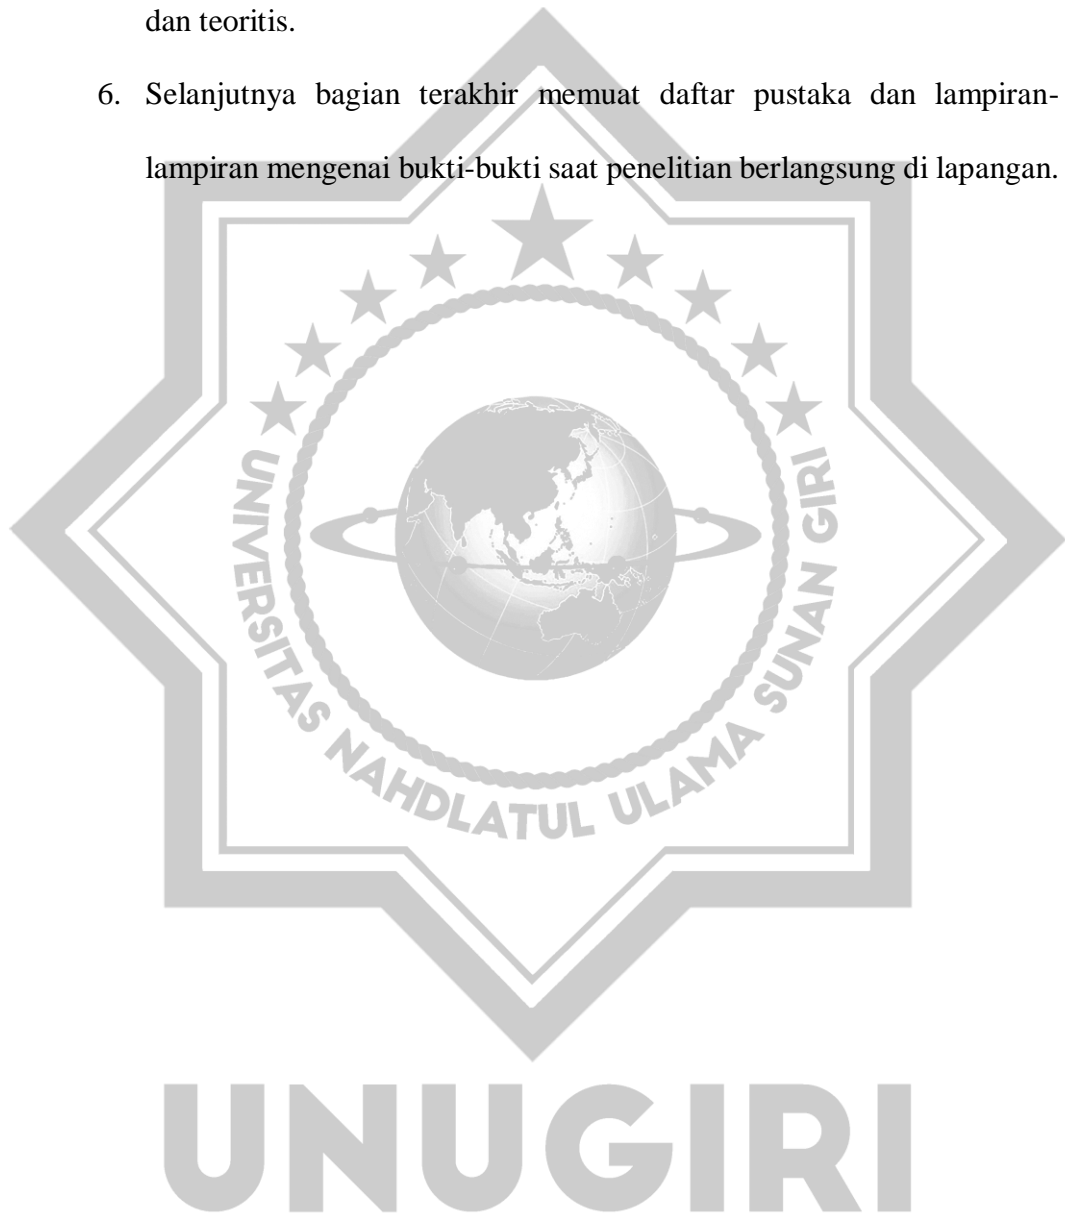 dan teoritis.
6. Selanjutnya bagian terakhir memuat daftar pustaka dan lampiran-
lampiran mengenai bukti-bukti saat penelitian berlangsung di lapangan.
UNIVERSITAS NAHDLATUL ULAMA SUNAN GIRI
UNUGIRI